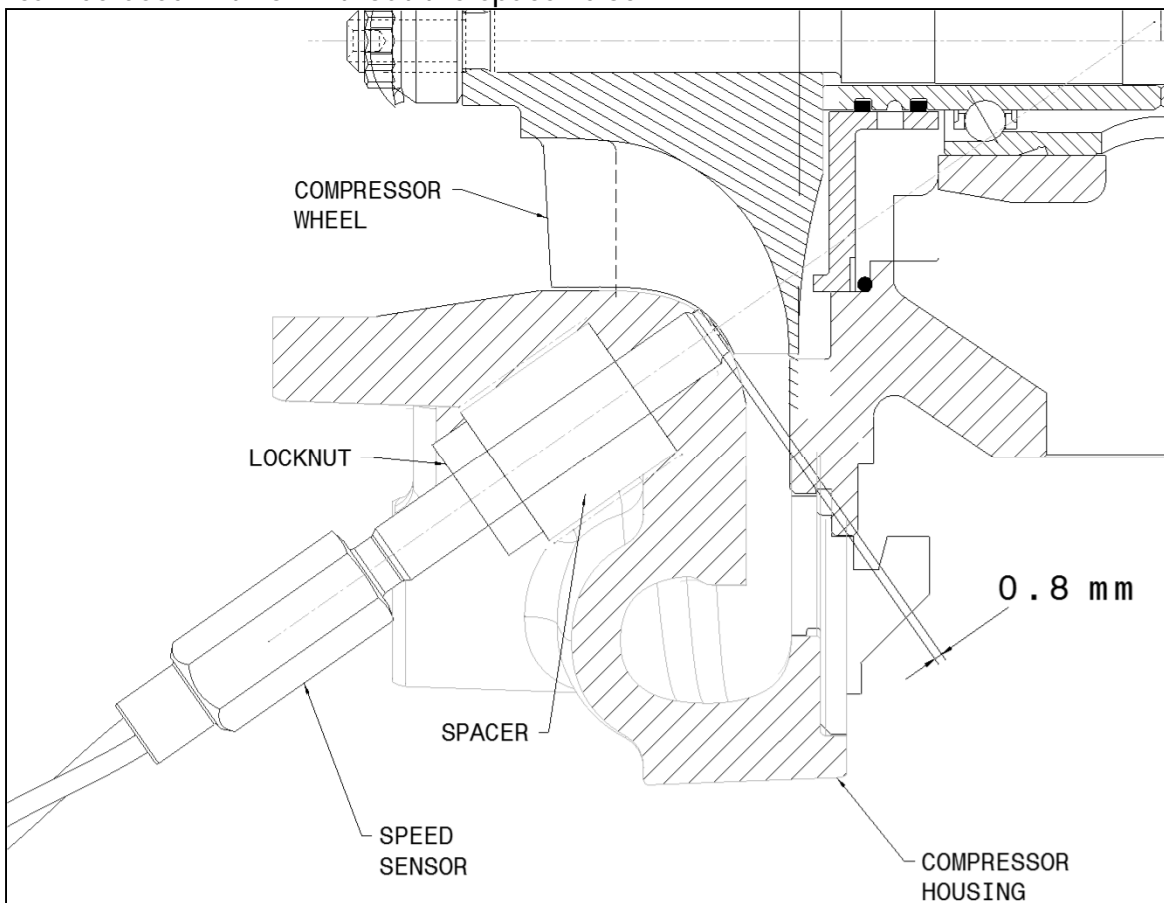 COMPRESSOR
WHEEL
LOCKNUT
0.8 mm
SPACER
SPEED
SENSOR
COMPRESSOR
HOUSING